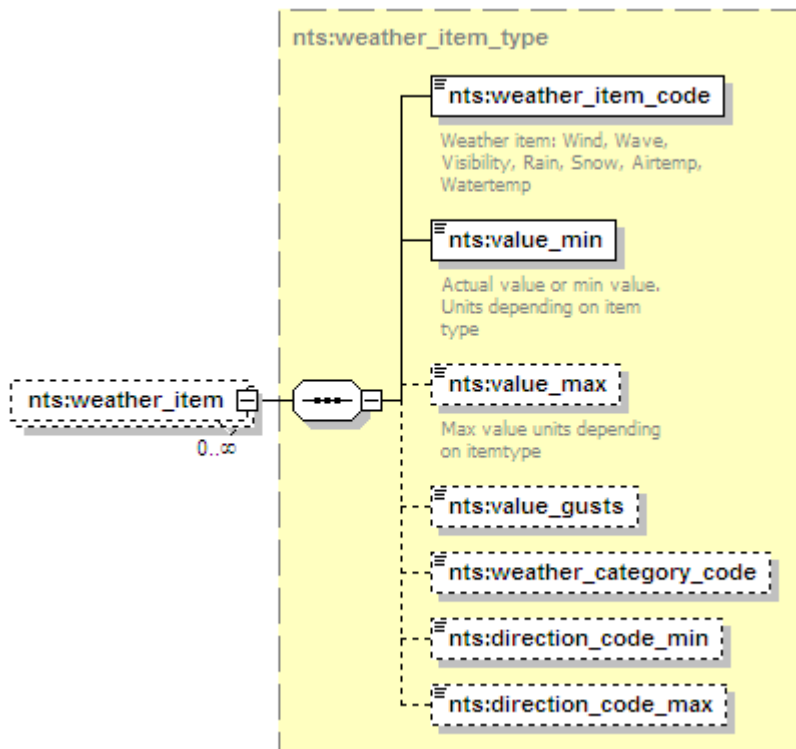 nts:weather_item_type
nts:weather_item_code
Weather item: Wind, Wave,
Visibility, Rain, Snow, Airtemp,
Watertemp
nts:value_min
Actual value or min value.
Units depending on item
type
nts:value_max
Max value units depending
on itemtype
nts:weather_item
0..∞
nts:value_gusts
nts:weather_category_code
nts:direction_code_min
nts:direction_code_max